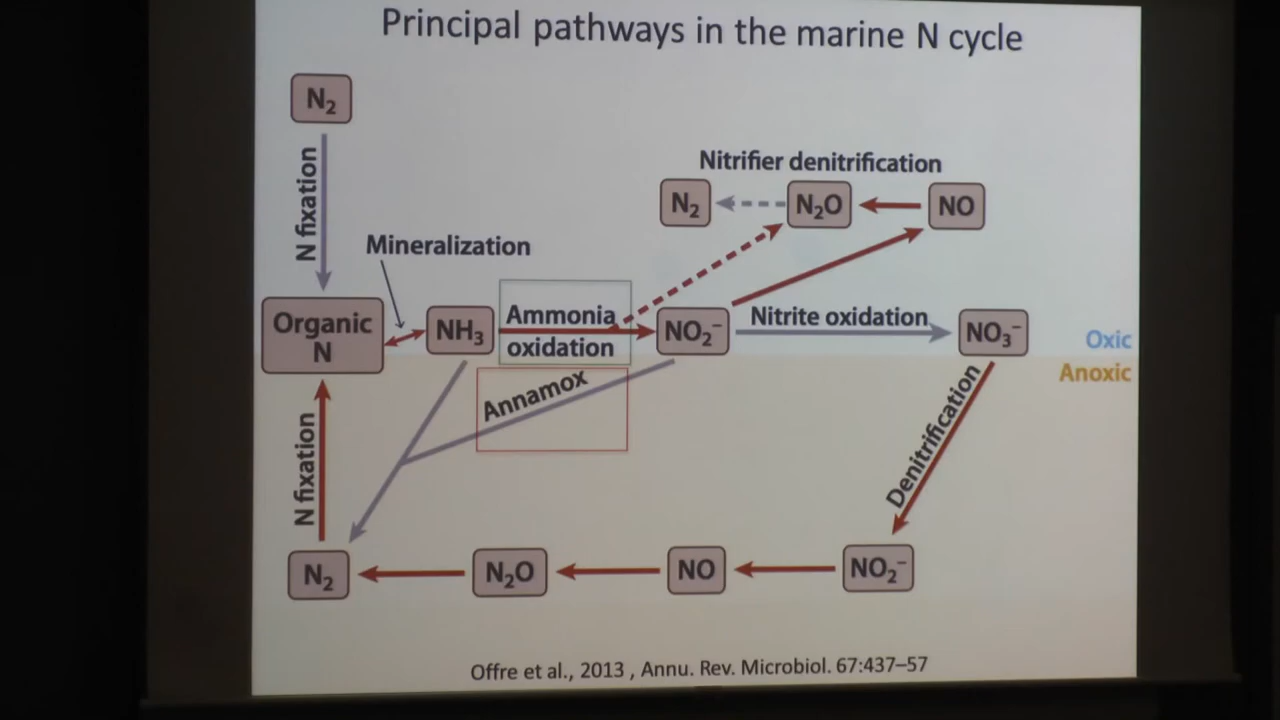 Principal pathways in the marine N cycle
N₂
N fixation
Nitrifier denitrification
N₂
N₂O
NO
Mineralization
Organic
N
NH₃
Ammonia
oxidation
NO₂⁻
Nitrite oxidation
NO₃⁻
Oxic
Anoxic
Annamox
N fixation
Denitrification
N₂
N₂O
NO
NO₂⁻
Offre et al., 2013 , Annu. Rev. Microbiol. 67:437–57